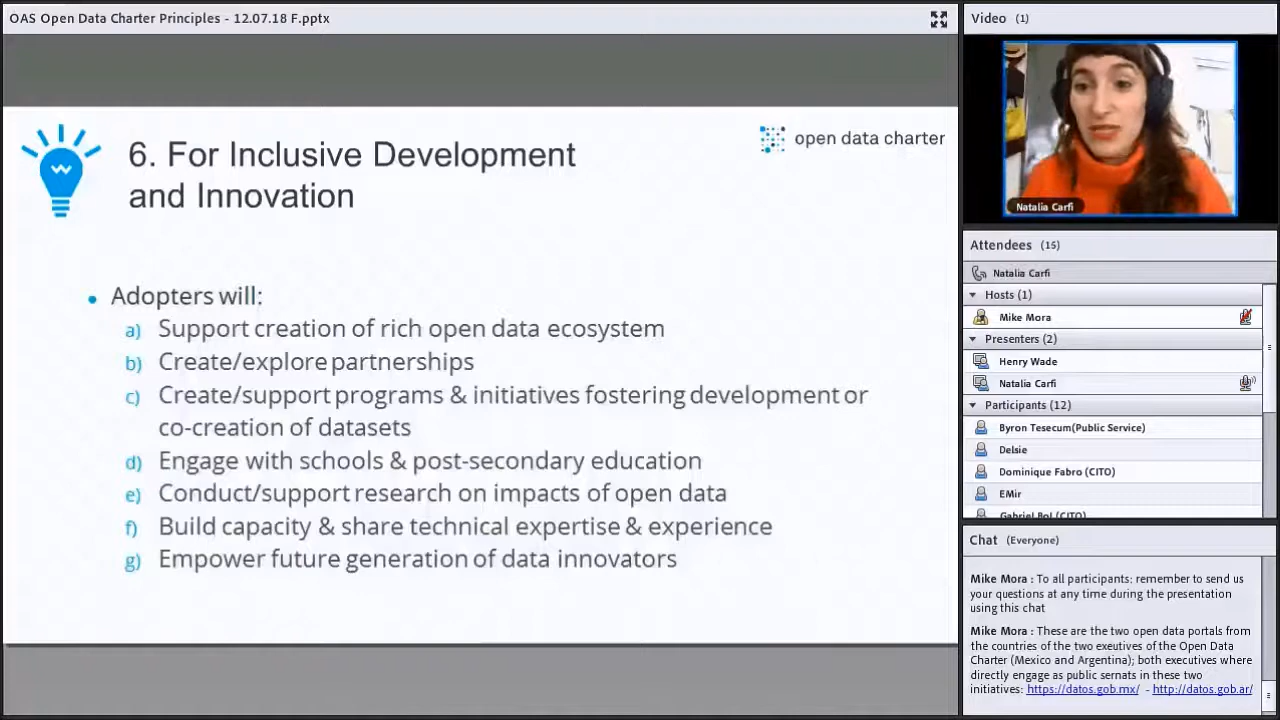 OAS Open Data Charter Principles - 12.07.18 F.pptx
6. For Inclusive Development
and Innovation
open data charter
• Adopters will:
a) Support creation of rich open data ecosystem
b) Create/explore partnerships
c) Create/support programs & initiatives fostering development or
co-creation of datasets
d) Engage with schools & post-secondary education
e) Conduct/support research on impacts of open data
f) Build capacity & share technical expertise & experience
g) Empower future generation of data innovators
Video (1)
Natalia Carfi
Attendees (15)
Natalia Carfi
Hosts (1)
Mike Mora
Presenters (2)
Henry Wade
Natalia Carfi
Participants (12)
Byron Tesecum(Public Service)
Delsie
Dominique Fabro (CITO)
EMir
Gabriel Pol (CITO)
Chat (Everyone)
Mike Mora : To all participants: remember to send us
your questions at any time during the presentation
using this chat
Mike Mora : These are the two open data portals from
the countries of the two exeutives of the Open Data
Charter (Mexico and Argentina); both executives where
directly engage as public sernats in these two
initiatives: https://datos.gob.mx/ - http://datos.gob.ar/